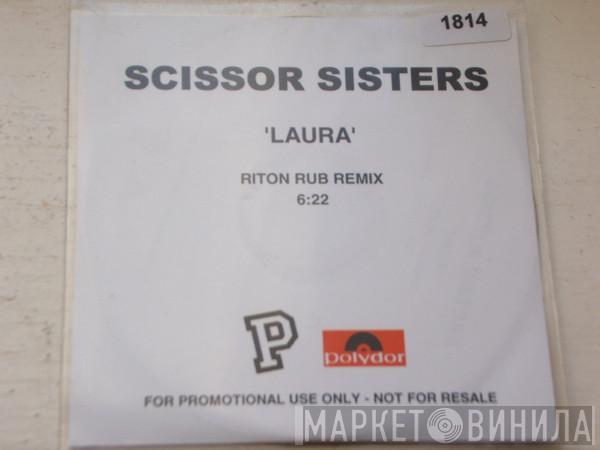 1814
SCISSOR SISTERS
'LAURA'
RITON RUB REMIX
6:22
P
polydor
FOR PROMOTIONAL USE ONLY - NOT FOR RESALE
МАРКЕТ ВИНИЛА